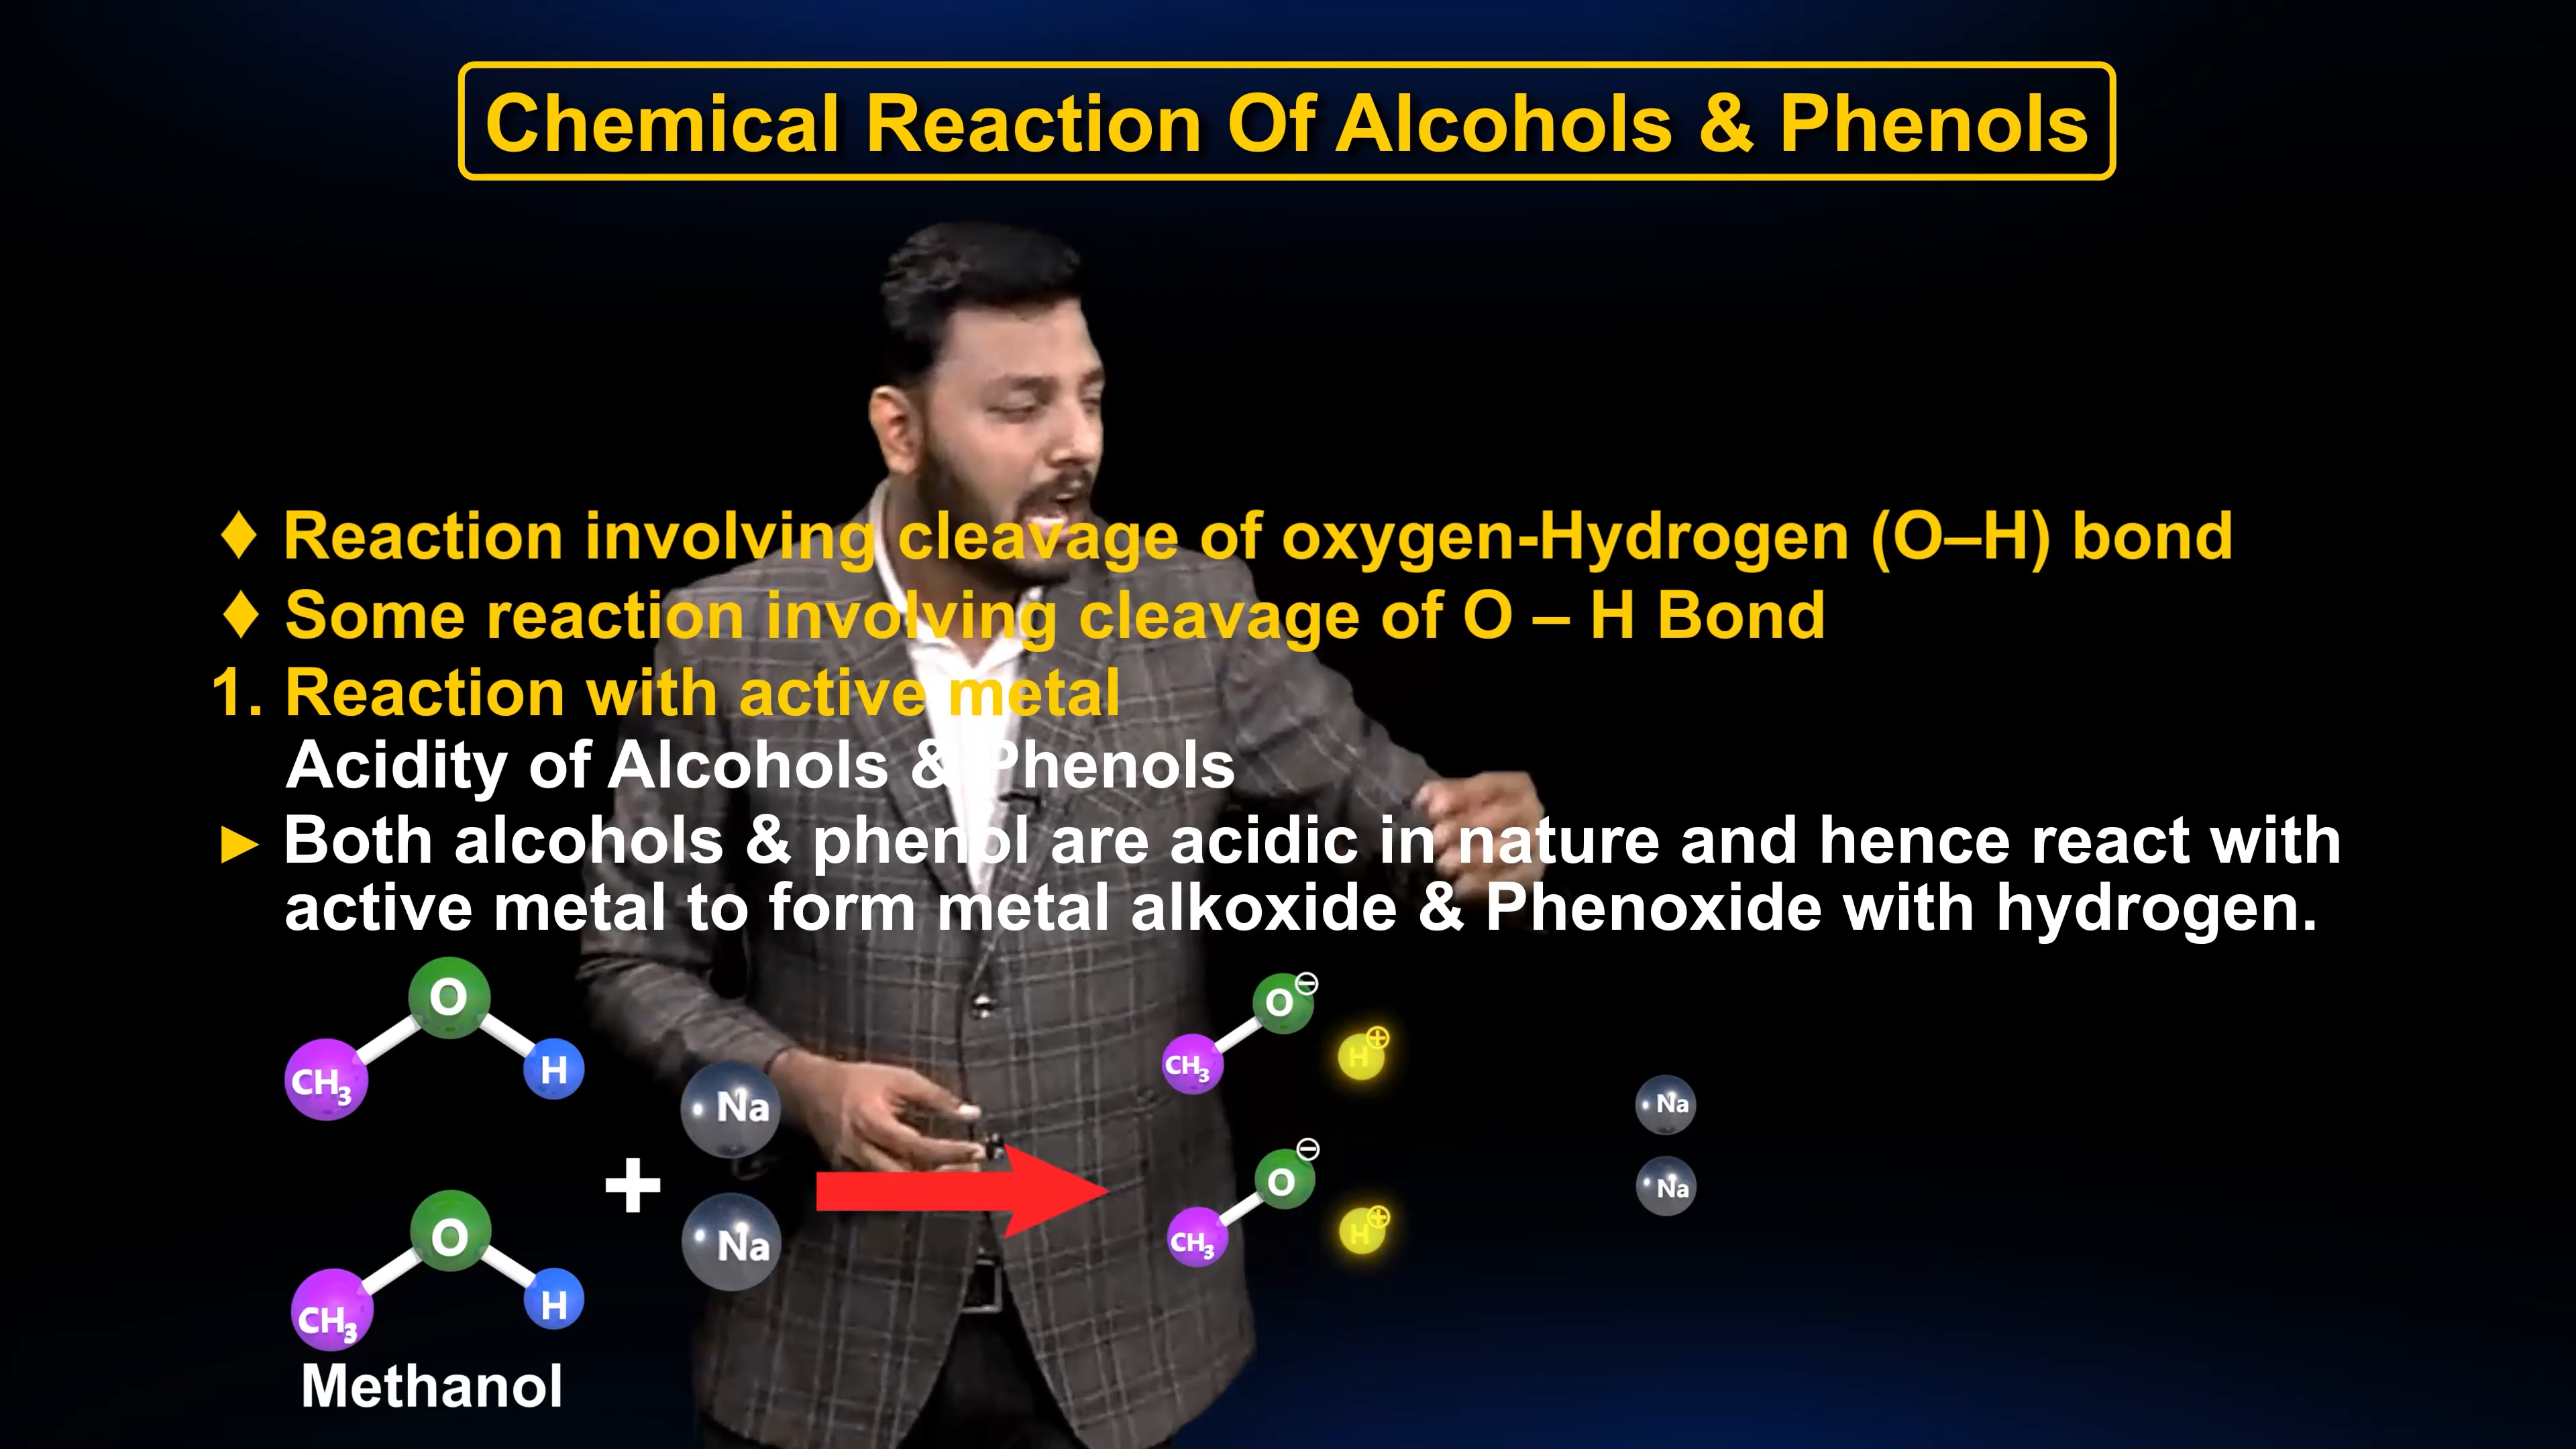 Chemical Reaction Of Alcohols & Phenols
♦ Reaction involving cleavage of oxygen-Hydrogen (O–H) bond
♦ Some reaction involving cleavage of O – H Bond
1. Reaction with active metal
Acidity of Alcohols & Phenols
► Both alcohols & phenol are acidic in nature and hence react with
active metal to form metal alkoxide & Phenoxide with hydrogen.
O
CH3
H
Na
+
O
CH3
H
Na
Methanol
O⊖
CH3
H⊕
Na
O⊖
CH3
H⊕
Na